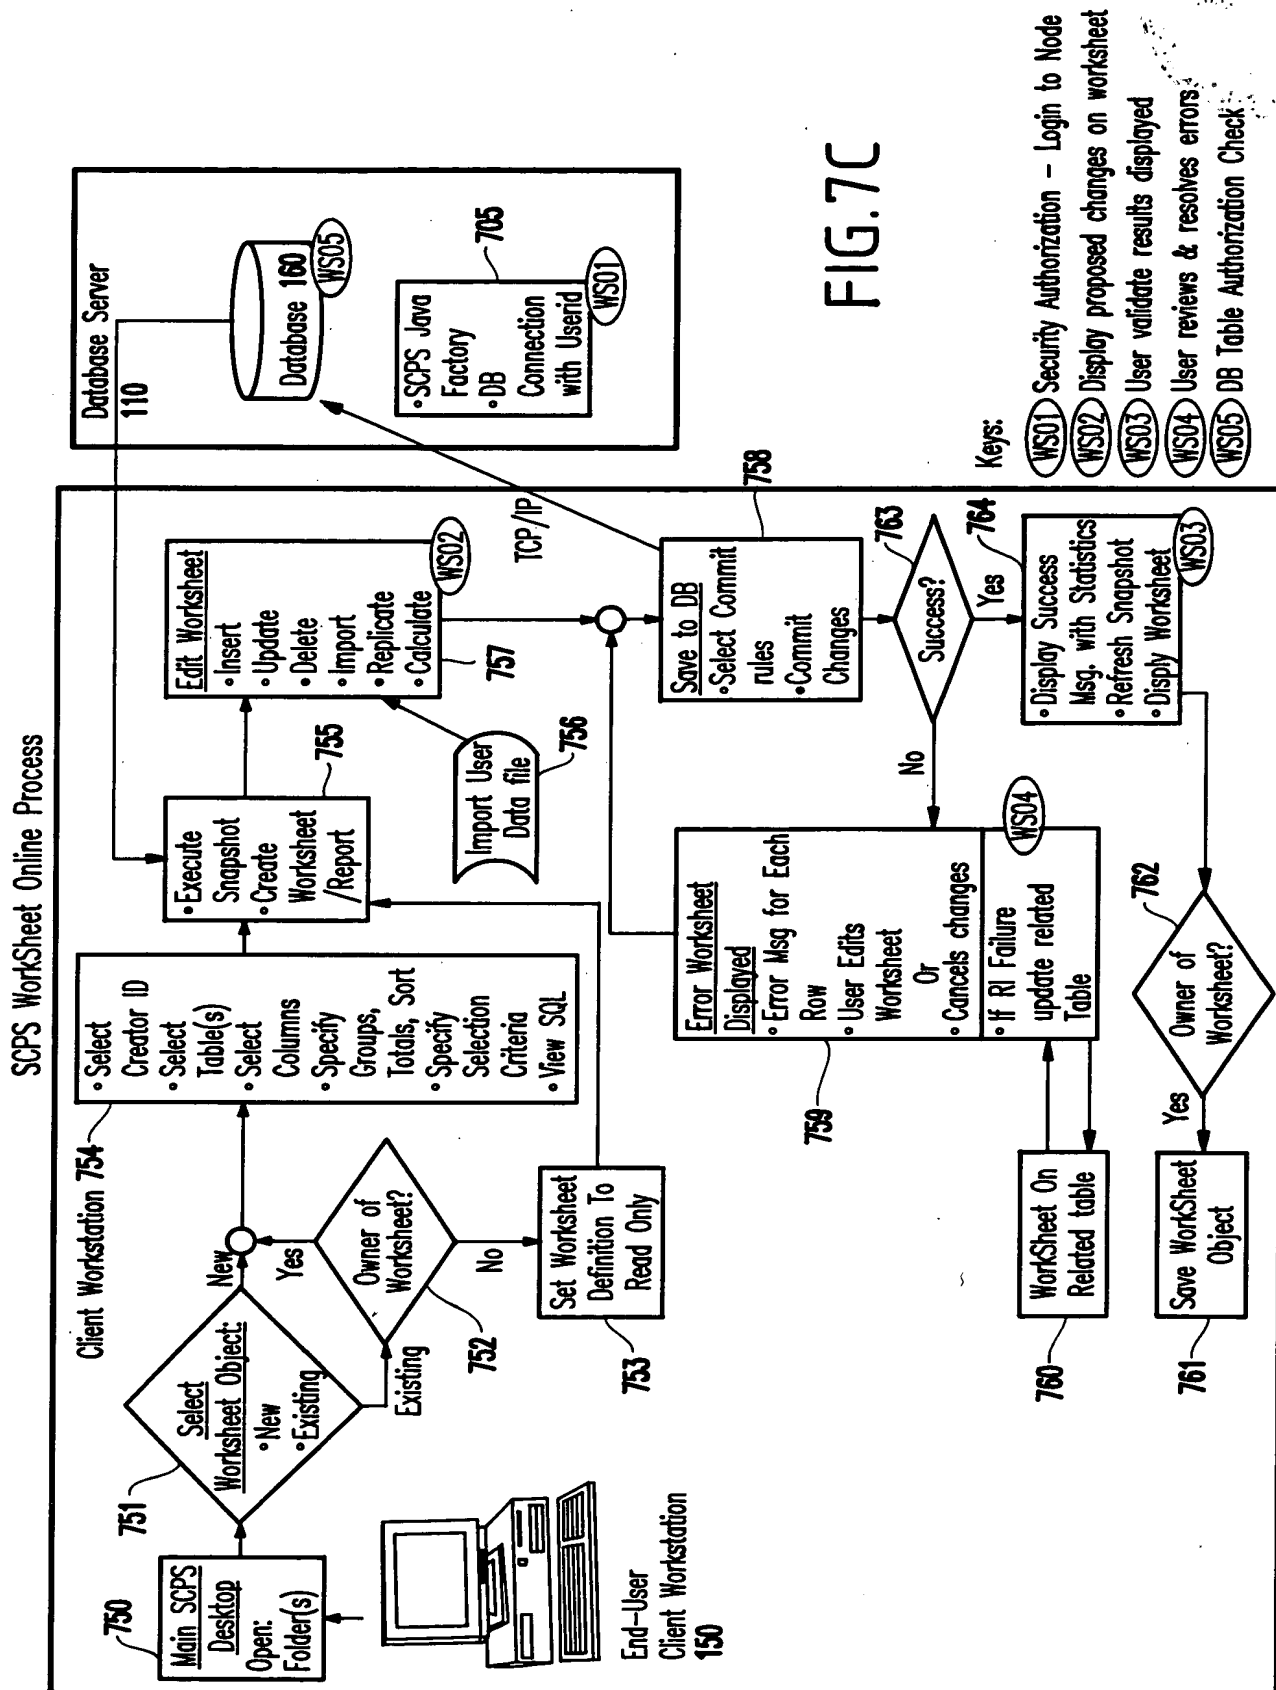 SCPS WorkSheet Online Process
Client Workstation 754
750
Main SCPS
Desktop
Open:
Folder(s)
End-User
Client Workstation
150
751
Select
Worksheet Object:
• New
• Existing
New
Existing
Yes
Owner of
Worksheet?
752
No
Set Worksheet
Definition To
Read Only
753
• Select
Creator ID
• Select
Table(s)
• Select
Columns
• Specify
Groups,
Totals, Sort
• Specify
Selection
Criteria
• View SQL
• Execute
Snapshot
• Create
Worksheet
/Report
755
Import User
Data file
756
Edit Worksheet
• Insert
• Update
• Delete
• Import
• Replicate
• Calculate
WS02
757
TCP/IP
Database Server
110
Database 160
WS05
• SCPS Java
Factory
• DB
Connection
with Userid
705
WS01
Save to DB
• Select Commit
rules
• Commit
Changes
758
Success?
763
No
Yes
764
• Display Success
Msg. with Statistics
• Refresh Snapshot
• Disply Worksheet
WS03
Error Worksheet
Displayed
• Error Msg for Each
Row
• User Edits
Worksheet
Or
• Cancels changes
• If RI Failure
update related
Table
WS04
759
WorkSheet On
Related table
760
762
Owner of
Worksheet?
Yes
Save WorkSheet
Object
761
FIG.7C
Keys:
WS01 Security Authorization - Login to Node
WS02 Display proposed changes on worksheet
WS03 User validate results displayed
WS04 User reviews & resolves errors
WS05 DB Table Authorization Check